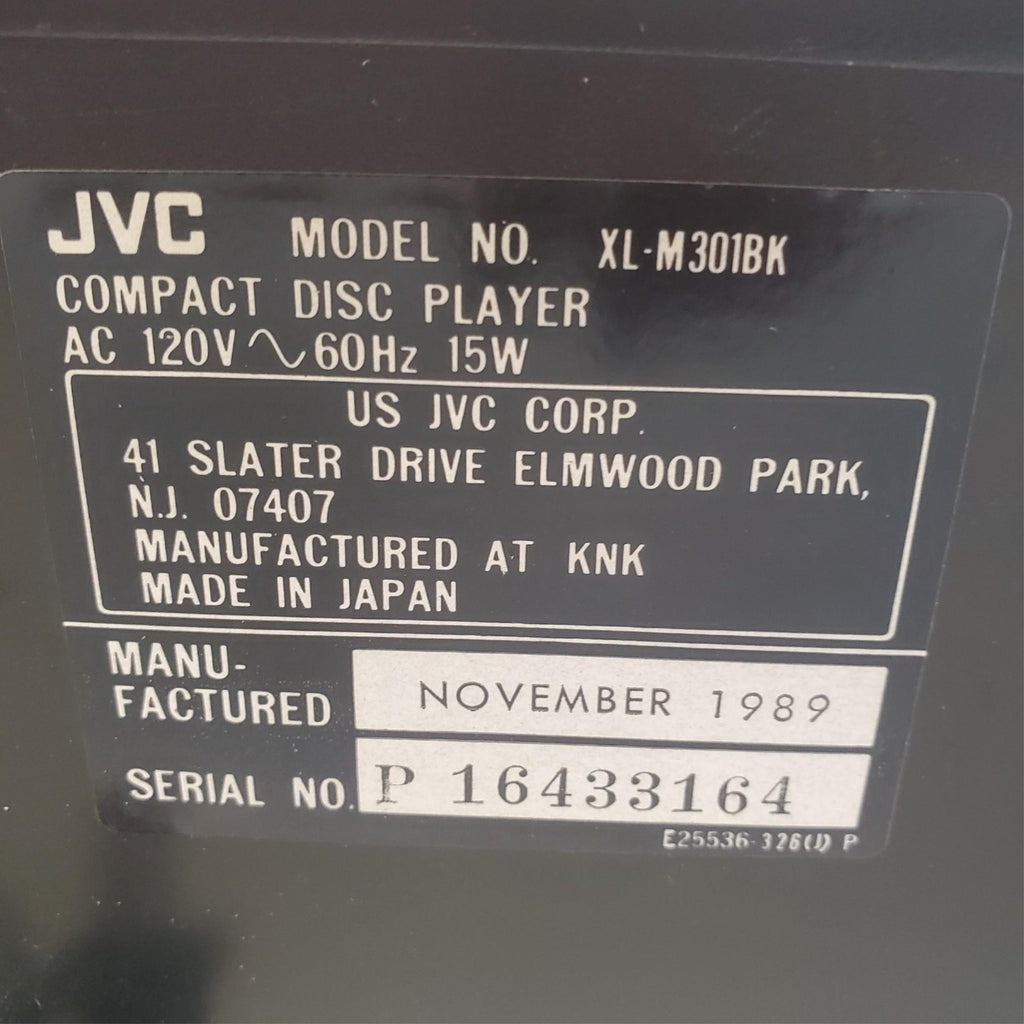 JVC MODEL NO. XL-M301BK
COMPACT DISC PLAYER
AC 120V ∿ 60Hz 15W
US JVC CORP.
41 SLATER DRIVE ELMWOOD PARK,
N.J. 07407
MANUFACTURED AT KNK
MADE IN JAPAN
MANU-
FACTURED NOVEMBER 1989
SERIAL NO. P 16433164
E25536-326(J) P